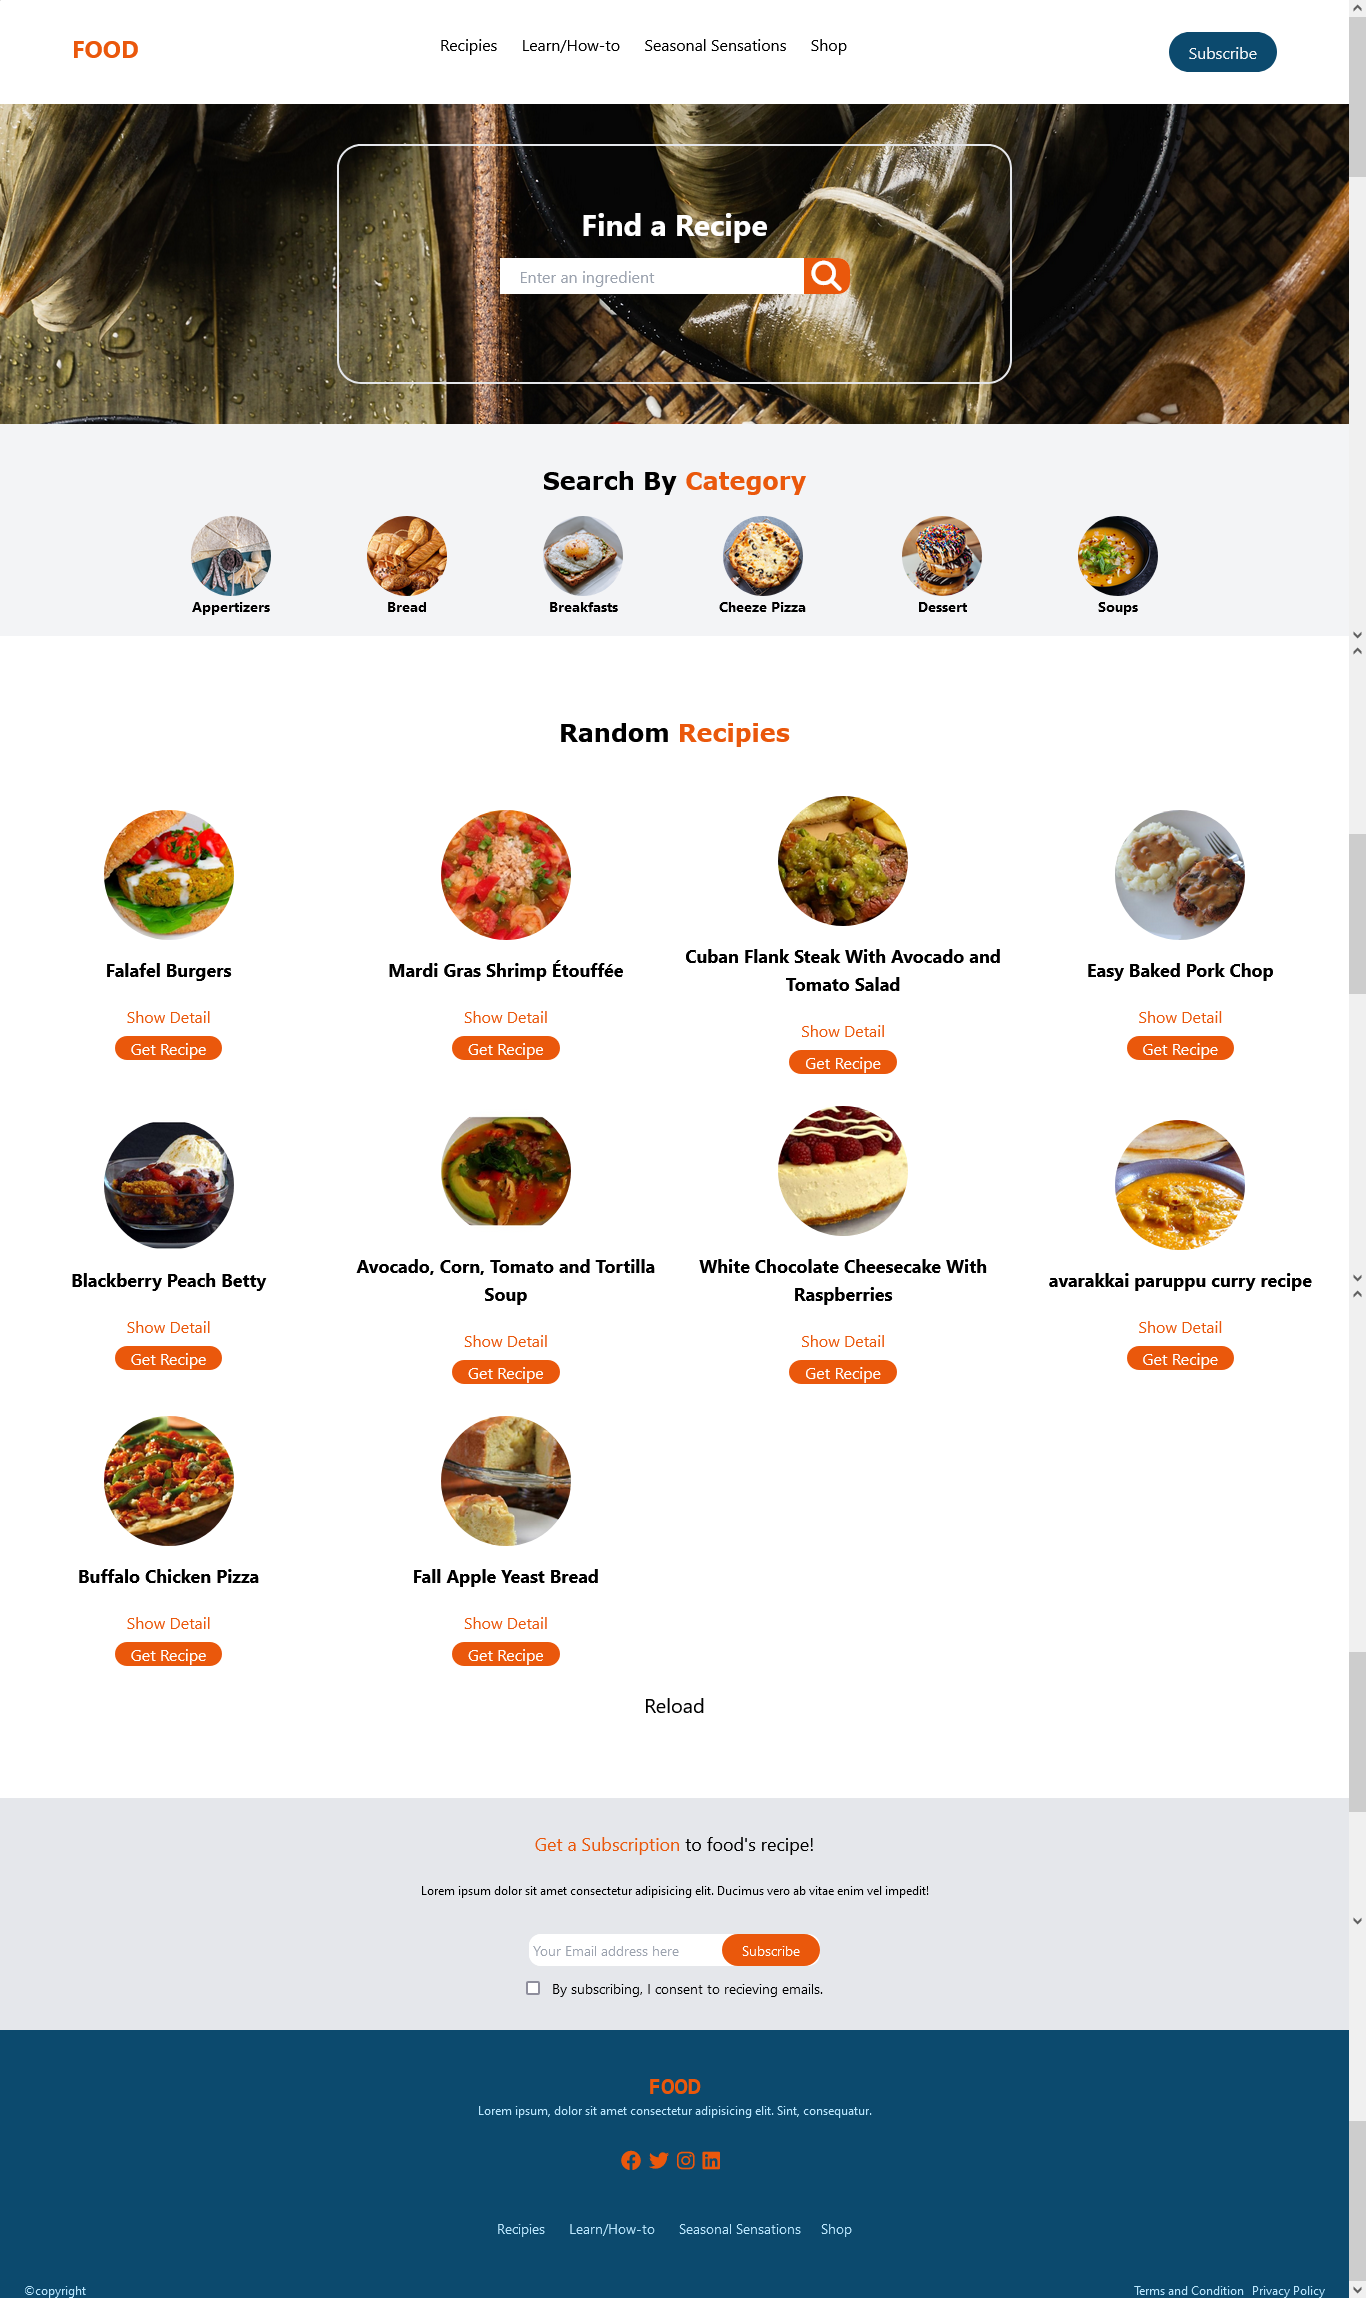 FOOD
Recipies Learn/How-to Seasonal Sensations Shop
Subscribe
Find a Recipe
Enter an ingredient
Search By Category
Appertizers Bread Breakfasts Cheeze Pizza Dessert Soups
Random Recipies
Falafel Burgers
Show Detail
Get Recipe
Mardi Gras Shrimp Étouffée
Show Detail
Get Recipe
Cuban Flank Steak With Avocado and
Tomato Salad
Show Detail
Get Recipe
Easy Baked Pork Chop
Show Detail
Get Recipe
Blackberry Peach Betty
Show Detail
Get Recipe
Avocado, Corn, Tomato and Tortilla
Soup
Show Detail
Get Recipe
White Chocolate Cheesecake With
Raspberries
Show Detail
Get Recipe
avarakkai paruppu curry recipe
Show Detail
Get Recipe
Buffalo Chicken Pizza
Show Detail
Get Recipe
Fall Apple Yeast Bread
Show Detail
Get Recipe
Reload
Get a Subscription to food's recipe!
Lorem ipsum dolor sit amet consectetur adipisicing elit. Ducimus vero ab vitae enim vel impedit!
Your Email address here
Subscribe
By subscribing, I consent to recieving emails.
FOOD
Lorem ipsum, dolor sit amet consectetur adipisicing elit. Sint, consequatur.
Recipies Learn/How-to Seasonal Sensations Shop
©copyright
Terms and Condition Privacy Policy